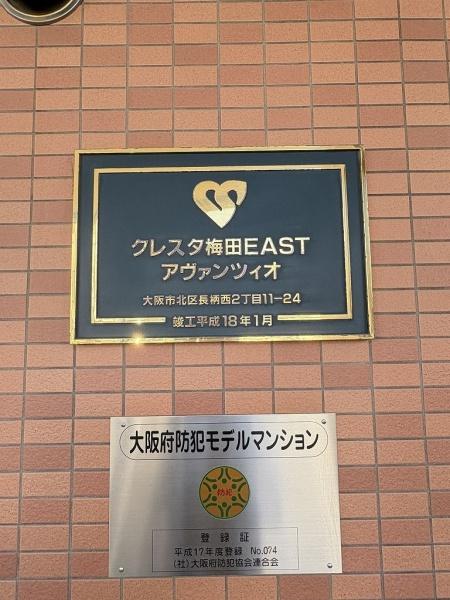 クレスタ梅田EAST
アヴァンツィオ
大阪市北区長柄西2丁目11-24
竣工平成18年1月
大阪府防犯モデルマンション
防犯
登録証
平成17年度登録 No.074
(社)大阪府防犯協会連合会